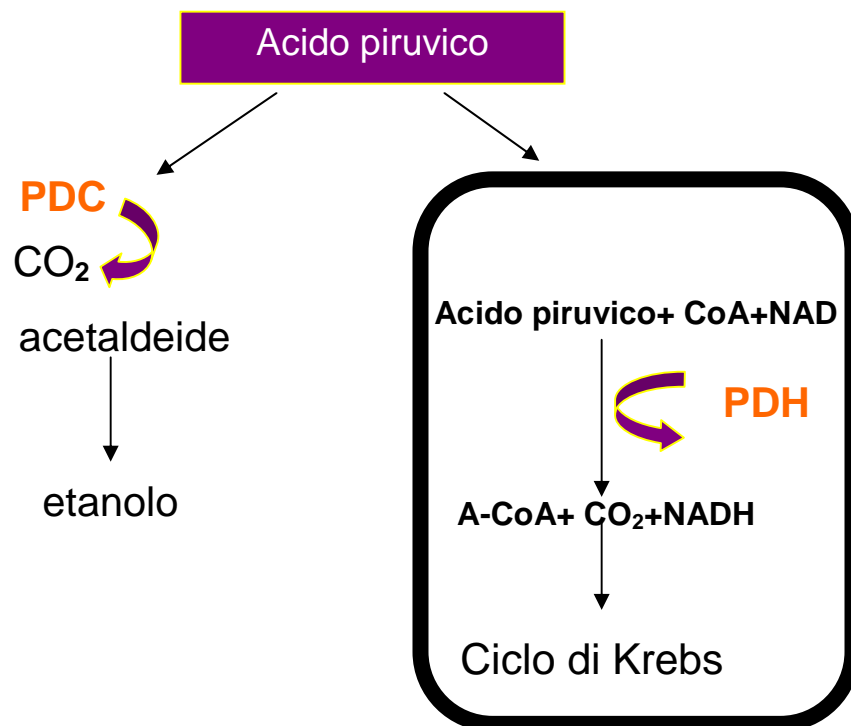 Acido piruvico
PDC
CO₂
acetaldeide
etanolo
Acido piruvico+ CoA+NAD
PDH
A-CoA+ CO₂+NADH
Ciclo di Krebs